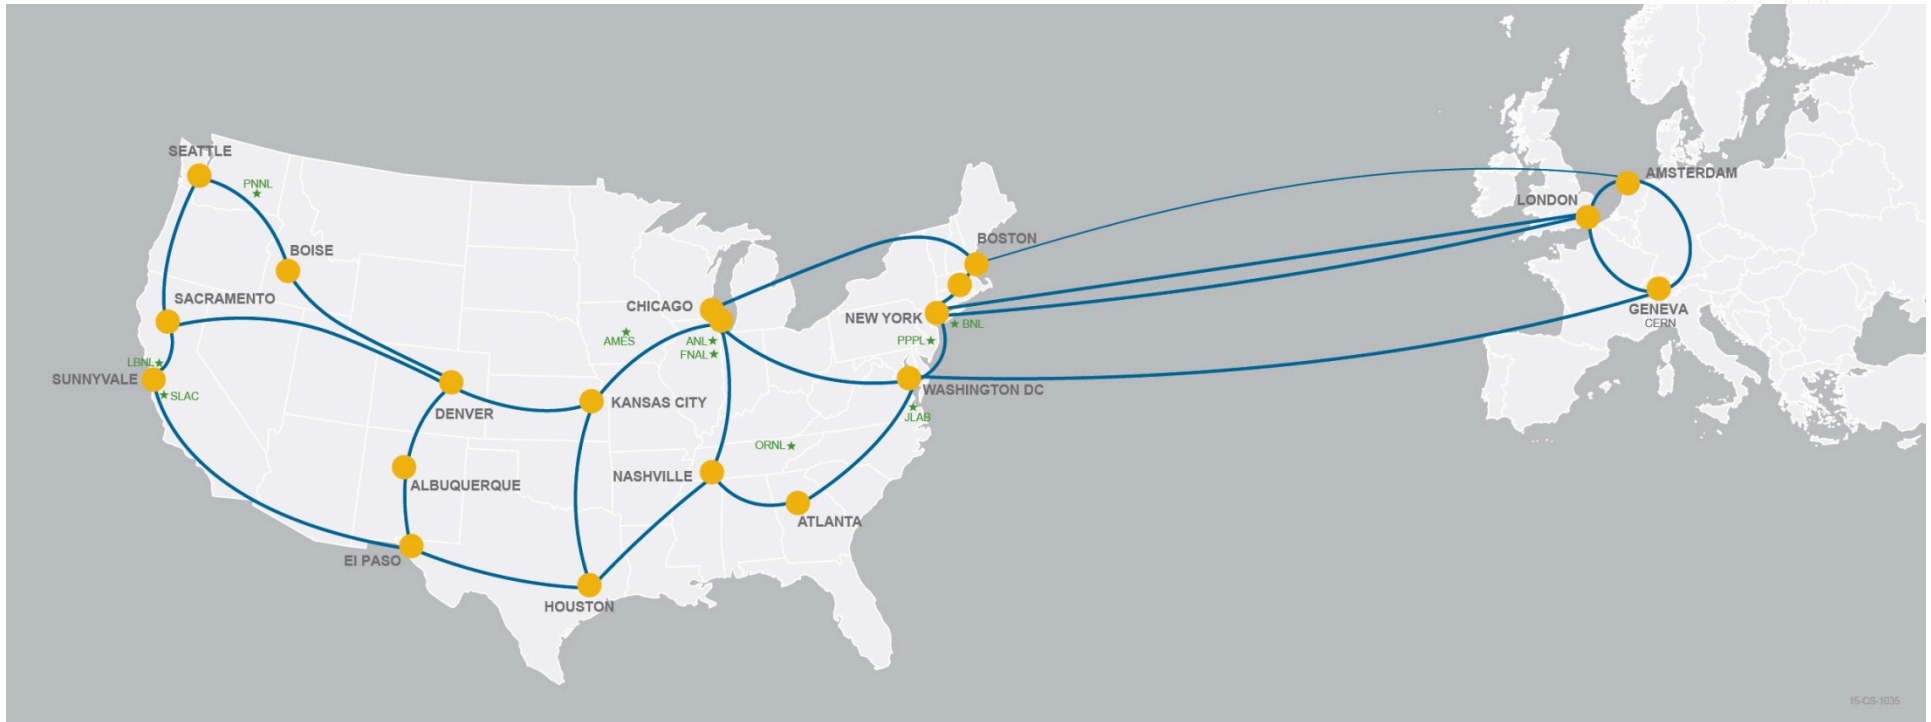 SEATTLE
PNNL
BOISE
SACRAMENTO
LBNL
SUNNYVALE
SLAC
DENVER
ALBUQUERQUE
El PASO
HOUSTON
KANSAS CITY
AMES
CHICAGO
ANL
FNAL
NASHVILLE
ORNL
ATLANTA
BOSTON
NEW YORK
BNL
PPPL
WASHINGTON DC
JLAB
AMSTERDAM
LONDON
GENEVA
CERN
15-CS-1035